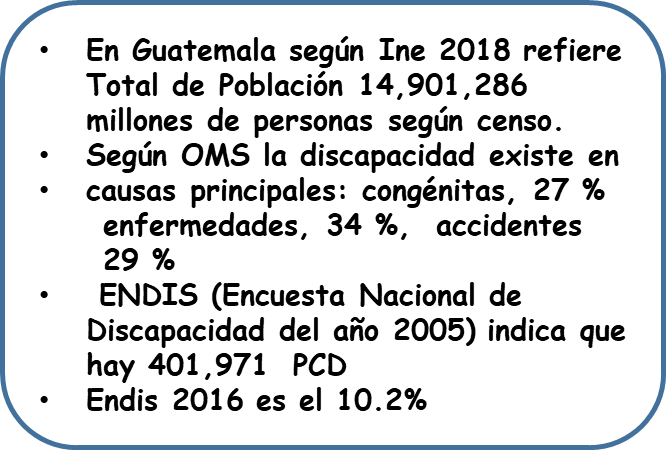 • En Guatemala según Ine 2018 refiere
Total de Población 14,901,286
millones de personas según censo.
• Según OMS la discapacidad existe en
• causas principales: congénitas, 27 %
enfermedades, 34 %, accidentes
29 %
• ENDIS (Encuesta Nacional de
Discapacidad del año 2005) indica que
hay 401,971 PCD
• Endis 2016 es el 10.2%